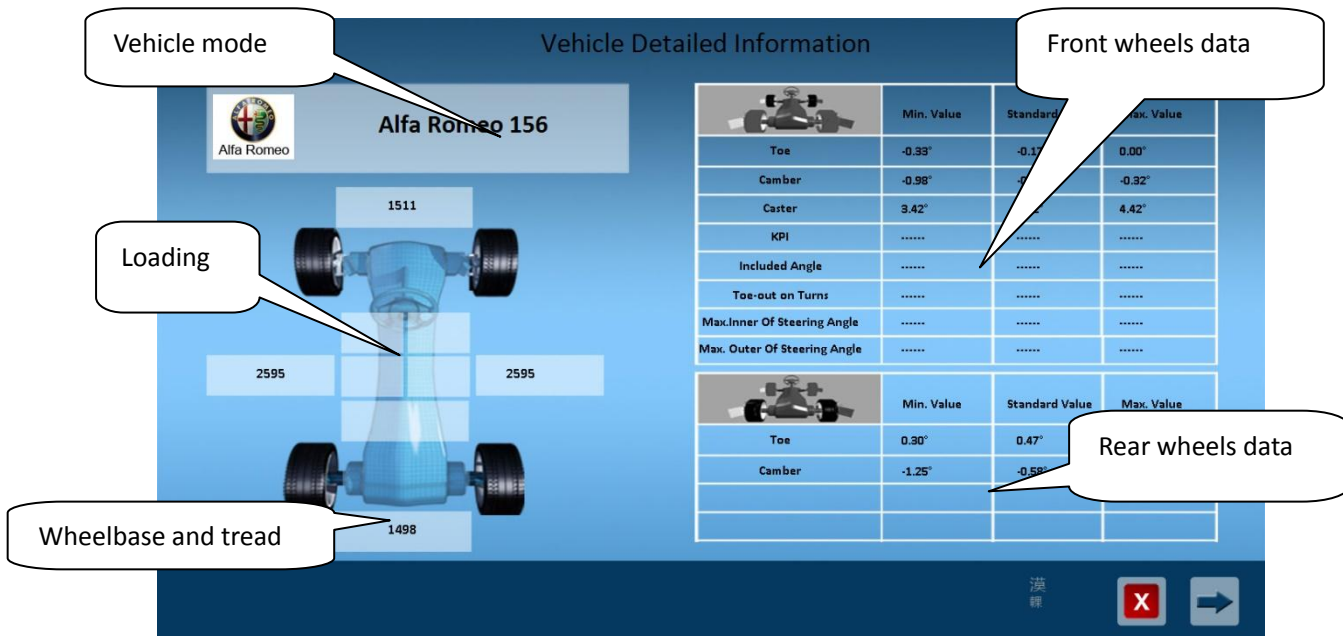 Vehicle mode
Vehicle Detailed Information
Front wheels data
Alfa Romeo
Alfa Romeo 156
1511
Loading
2595
2595
1498
Wheelbase and tread
Min. Value Standard Max. Value
Toe -0.33° 0.00°
Camber -0.98° -0.32°
Caster 3.42° 4.42°
KPI ------ ------ ------
Included Angle ------ ------ ------
Toe-out on Turns ------ ------ ------
Max.Inner Of Steering Angle ------ ------ ------
Max. Outer Of Steering Angle ------ ------ ------
Min. Value Standard Value Max. Value
Toe 0.30° 0.47°
Camber -1.25° -0.58°
Rear wheels data
X